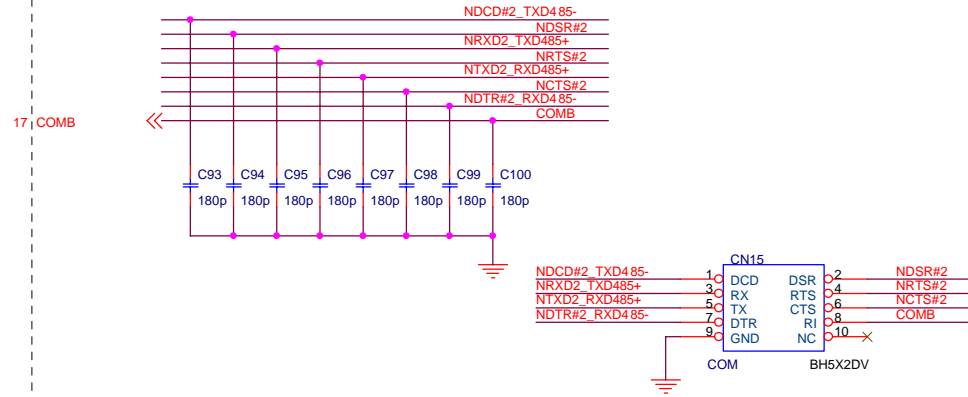 NDCD#2_TXD485-
NDSR#2
NRXD2_TXD485+
NRTS#2
NTXD2_RXD485+
NCTS#2
NDTR#2_RXD485-
COMB
17 COMB
C93 C94 C95 C96 C97 C98 C99 C100
180p 180p 180p 180p 180p 180p 180p 180p
CN15
NDCD#2_TXD485- 1 DCD DSR 2 NDSR#2
NRXD2_TXD485+ 3 RX RTS 4 NRTS#2
NTXD2_RXD485+ 5 TX CTS 6 NCTS#2
NDTR#2_RXD485- 7 DTR RI 8 COMB
9 GND NC 10
COM BH5X2DV